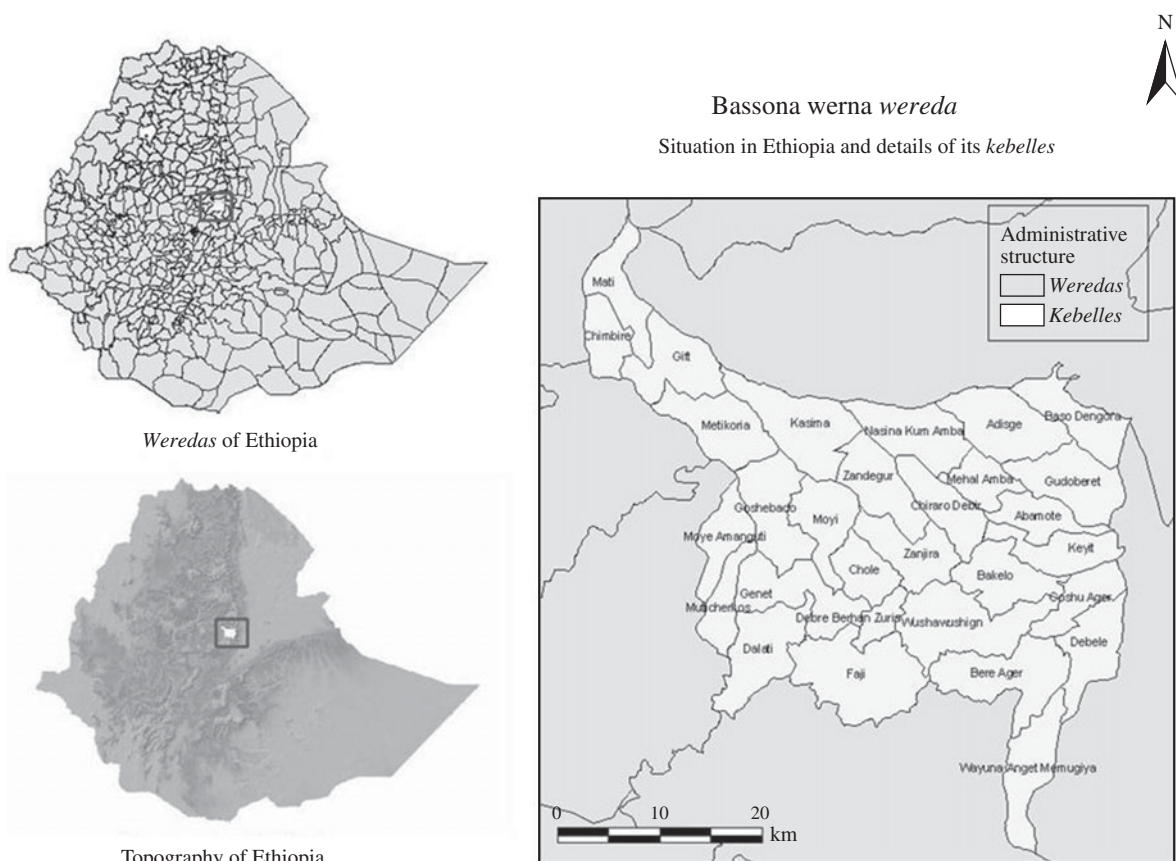 N
Bassona werna wereda
Situation in Ethiopia and details of its kebelles
Weredas of Ethiopia
Topography of Ethiopia
Administrative
structure
Weredas
Kebelles
Mati
Chimbire
Gift
Metikoria
Kasima
Nasina Kum Amba
Adisge
Baso Dengora
Zandegur
Mehal Amba
Gudoberet
Goshebado
Moyi
Chiraro Debir
Abamote
Moye Amanguti
Zanjira
Keyit
Chole
Bakelo
Genet
Goshu Ager
Debre Berhan Zuria
Wushawushign
Dalati
Debele
Faji
Bere Ager
Wayuna Anget Memugiya
0 10 20
km